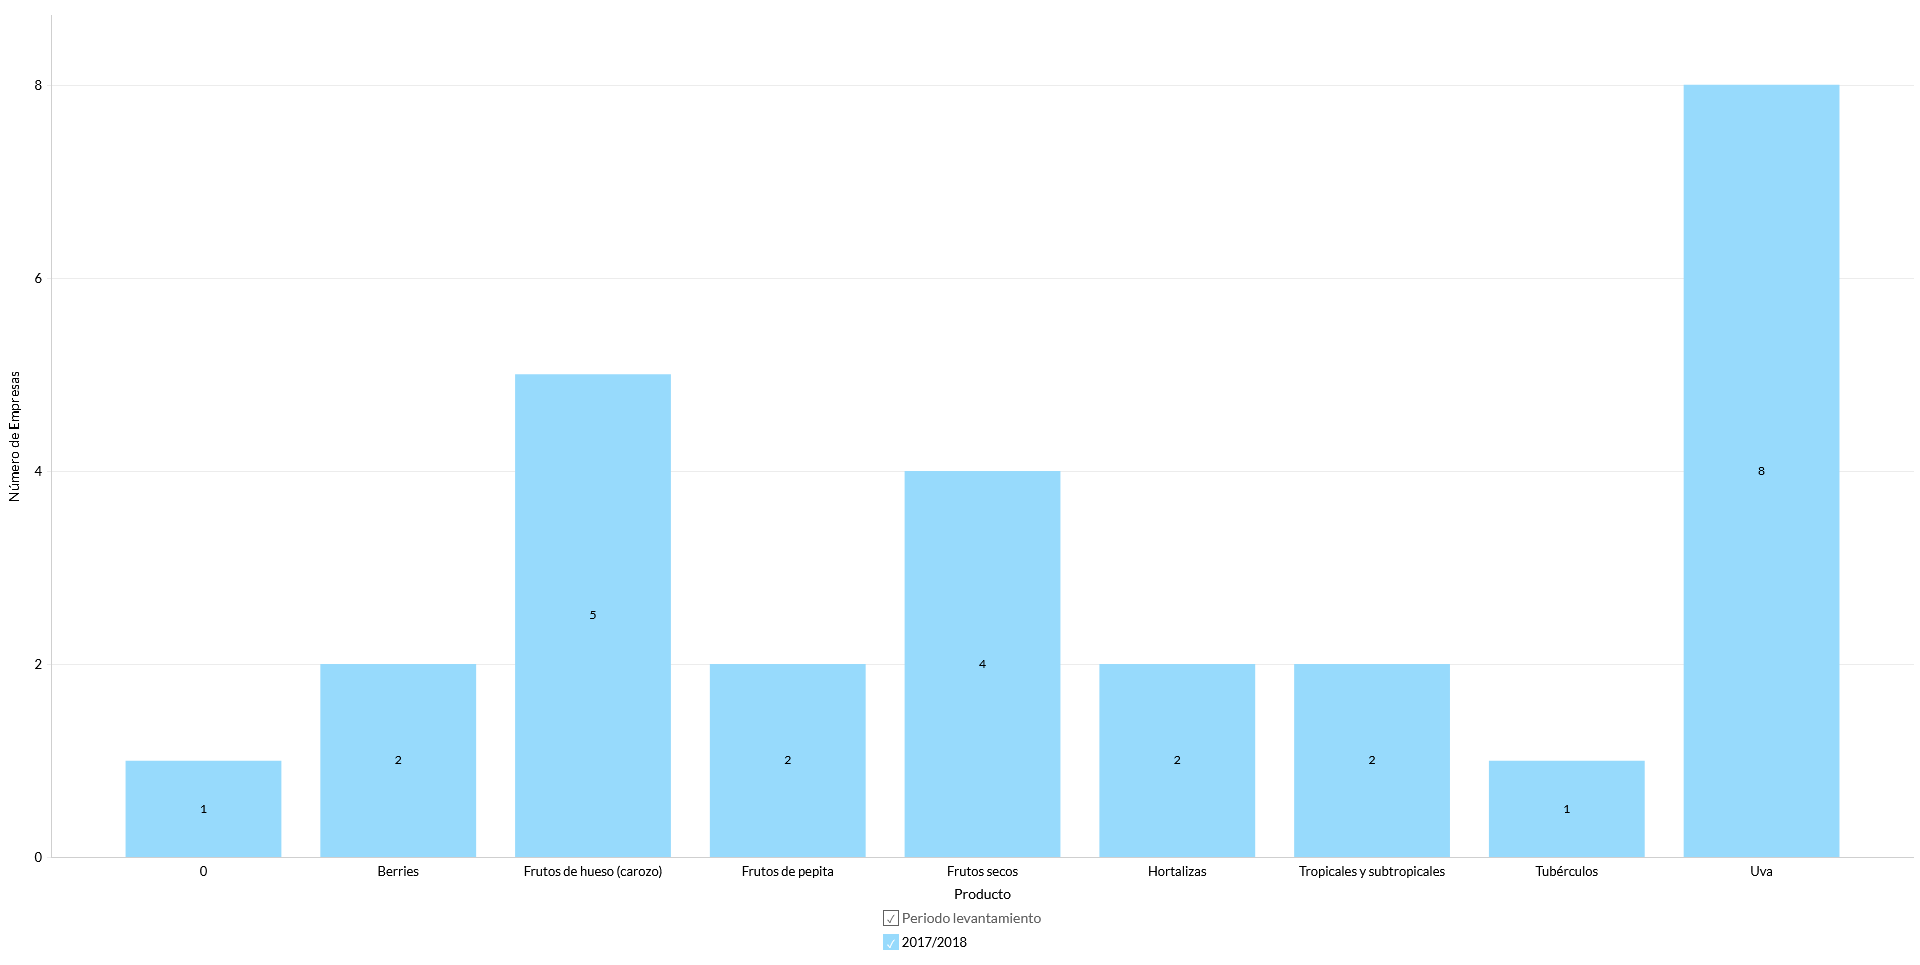 8
6
4
2
0
Número de Empresas
1
2
5
2
4
2
2
1
8
0
Berries
Frutos de hueso (carozo)
Frutos de pepita
Frutos secos
Hortalizas
Tropicales y subtropicales
Tubérculos
Uva
Producto
Periodo levantamiento
2017/2018